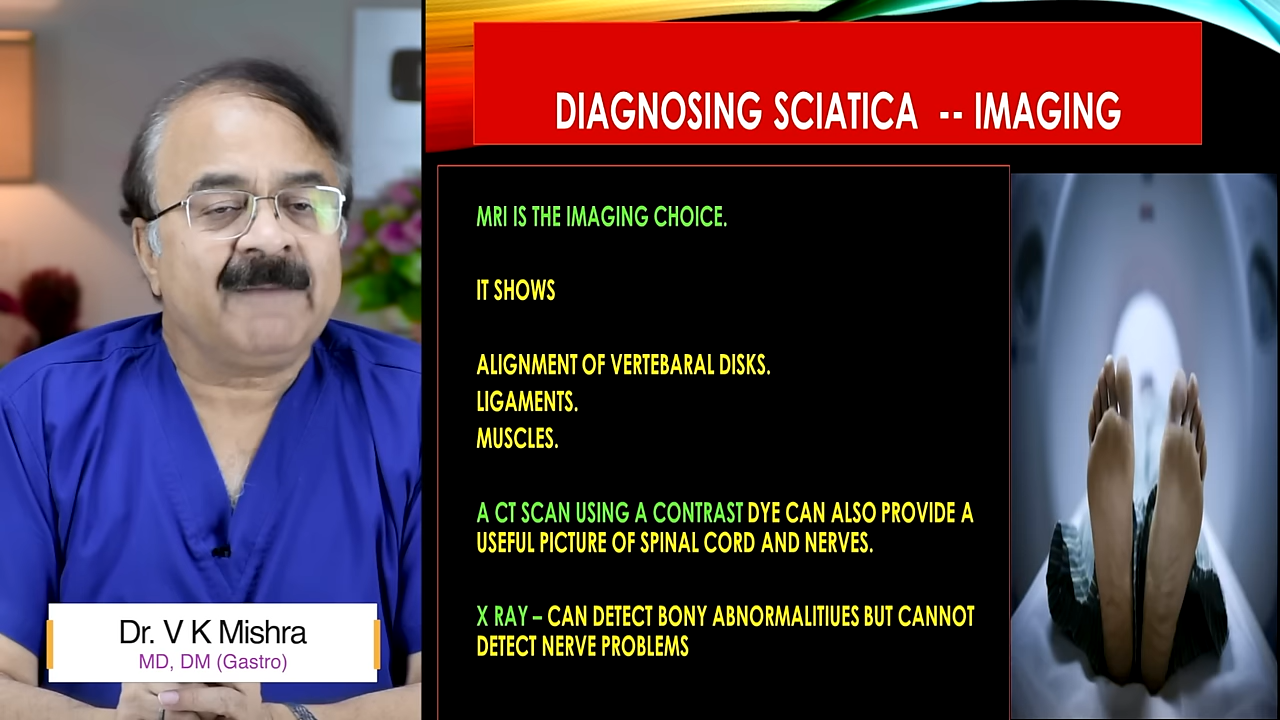 DIAGNOSING SCIATICA -- IMAGING
MRI IS THE IMAGING CHOICE.
IT SHOWS
ALIGNMENT OF VERTEBARAL DISKS.
LIGAMENTS.
MUSCLES.
A CT SCAN USING A CONTRAST DYE CAN ALSO PROVIDE A
USEFUL PICTURE OF SPINAL CORD AND NERVES.
X RAY – CAN DETECT BONY ABNORMALITIUES BUT CANNOT
DETECT NERVE PROBLEMS
Dr. V K Mishra
MD, DM (Gastro)